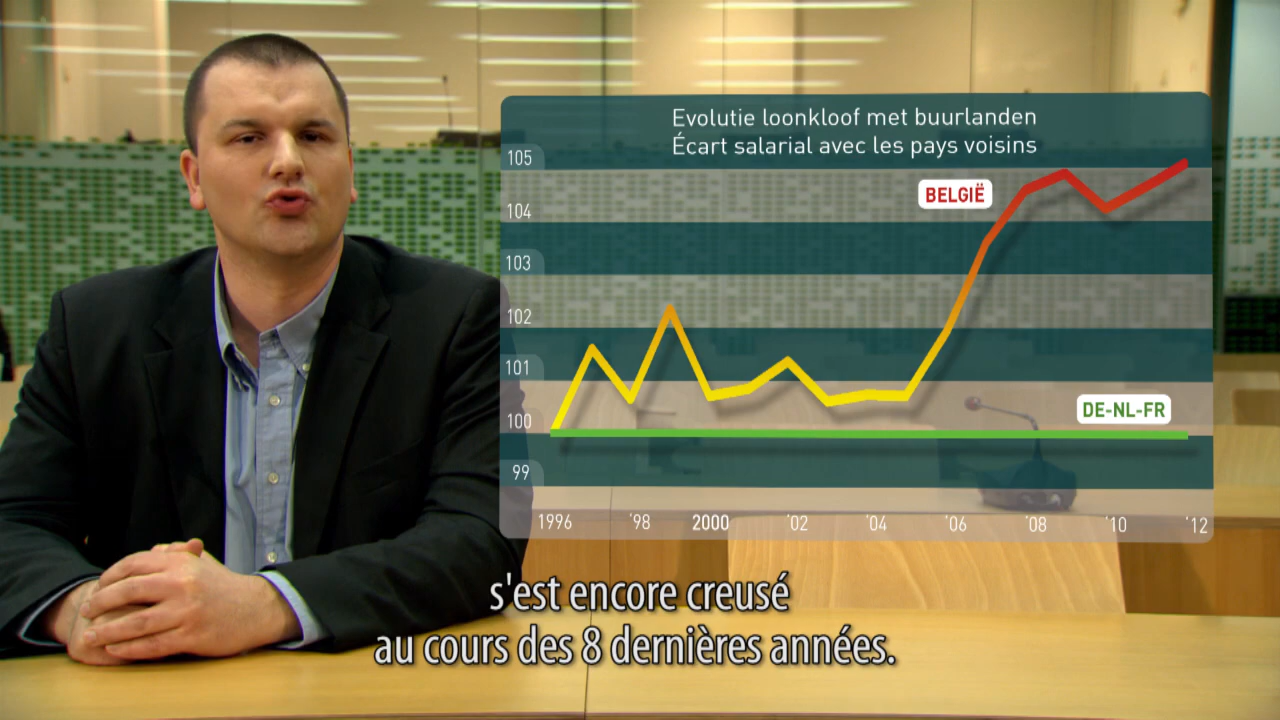 Evolutie loonkloof met buurlanden
Écart salarial avec les pays voisins
105
104
103
102
101
100
99
BELGIË
DE-NL-FR
1996 '98 2000 '02 '04 '06 '08 '10 '12
s'est encore creusé
au cours des 8 dernières années.